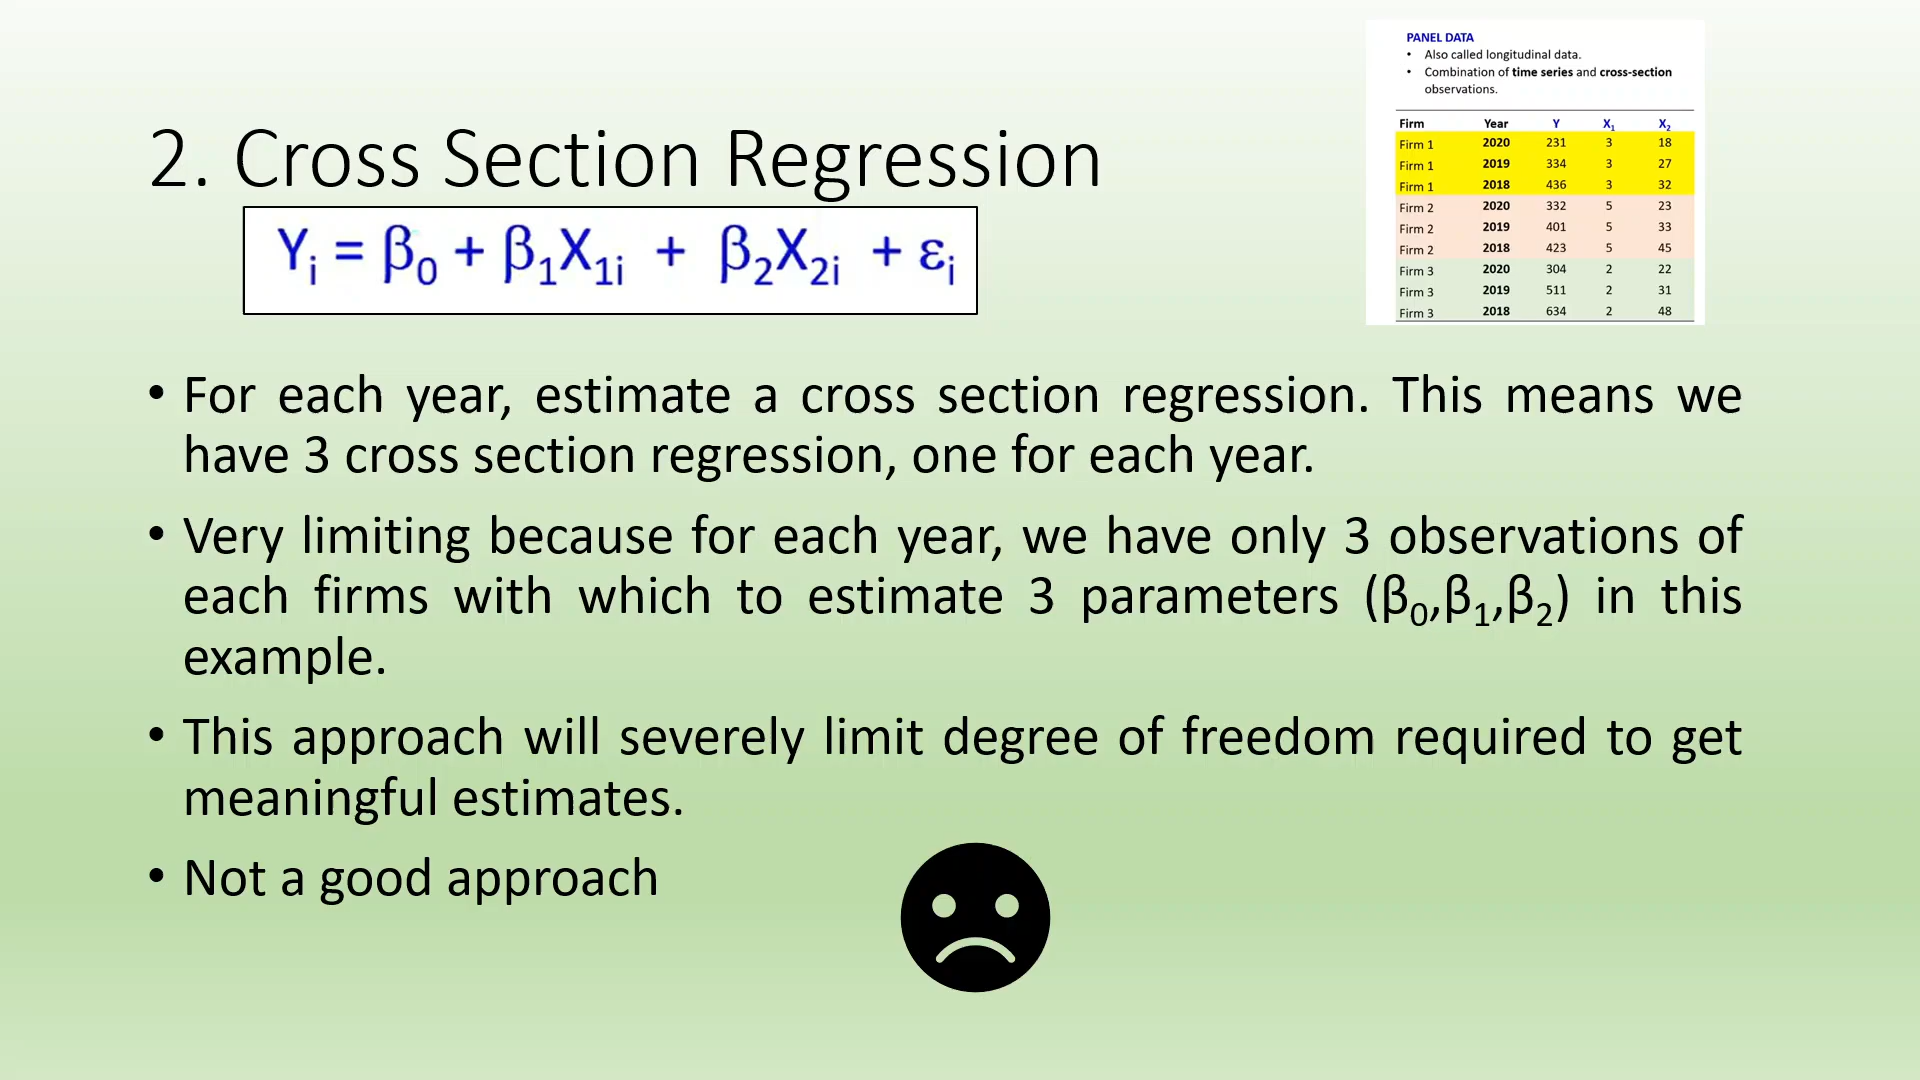 PANEL DATA
• Also called longitudinal data.
• Combination of time series and cross-section
observations.
Firm Year Y X1 X2
Firm 1 2020 231 3 18
Firm 1 2019 334 3 27
Firm 1 2018 436 3 32
Firm 2 2020 332 5 23
Firm 2 2019 401 5 33
Firm 2 2018 423 5 45
Firm 3 2020 304 2 22
Firm 3 2019 511 2 31
Firm 3 2018 634 2 48
2. Cross Section Regression
Yi = β0 + β1X1i + β2X2i + εi
• For each year, estimate a cross section regression. This means we
have 3 cross section regression, one for each year.
• Very limiting because for each year, we have only 3 observations of
each firms with which to estimate 3 parameters (β0,β1,β2) in this
example.
• This approach will severely limit degree of freedom required to get
meaningful estimates.
• Not a good approach